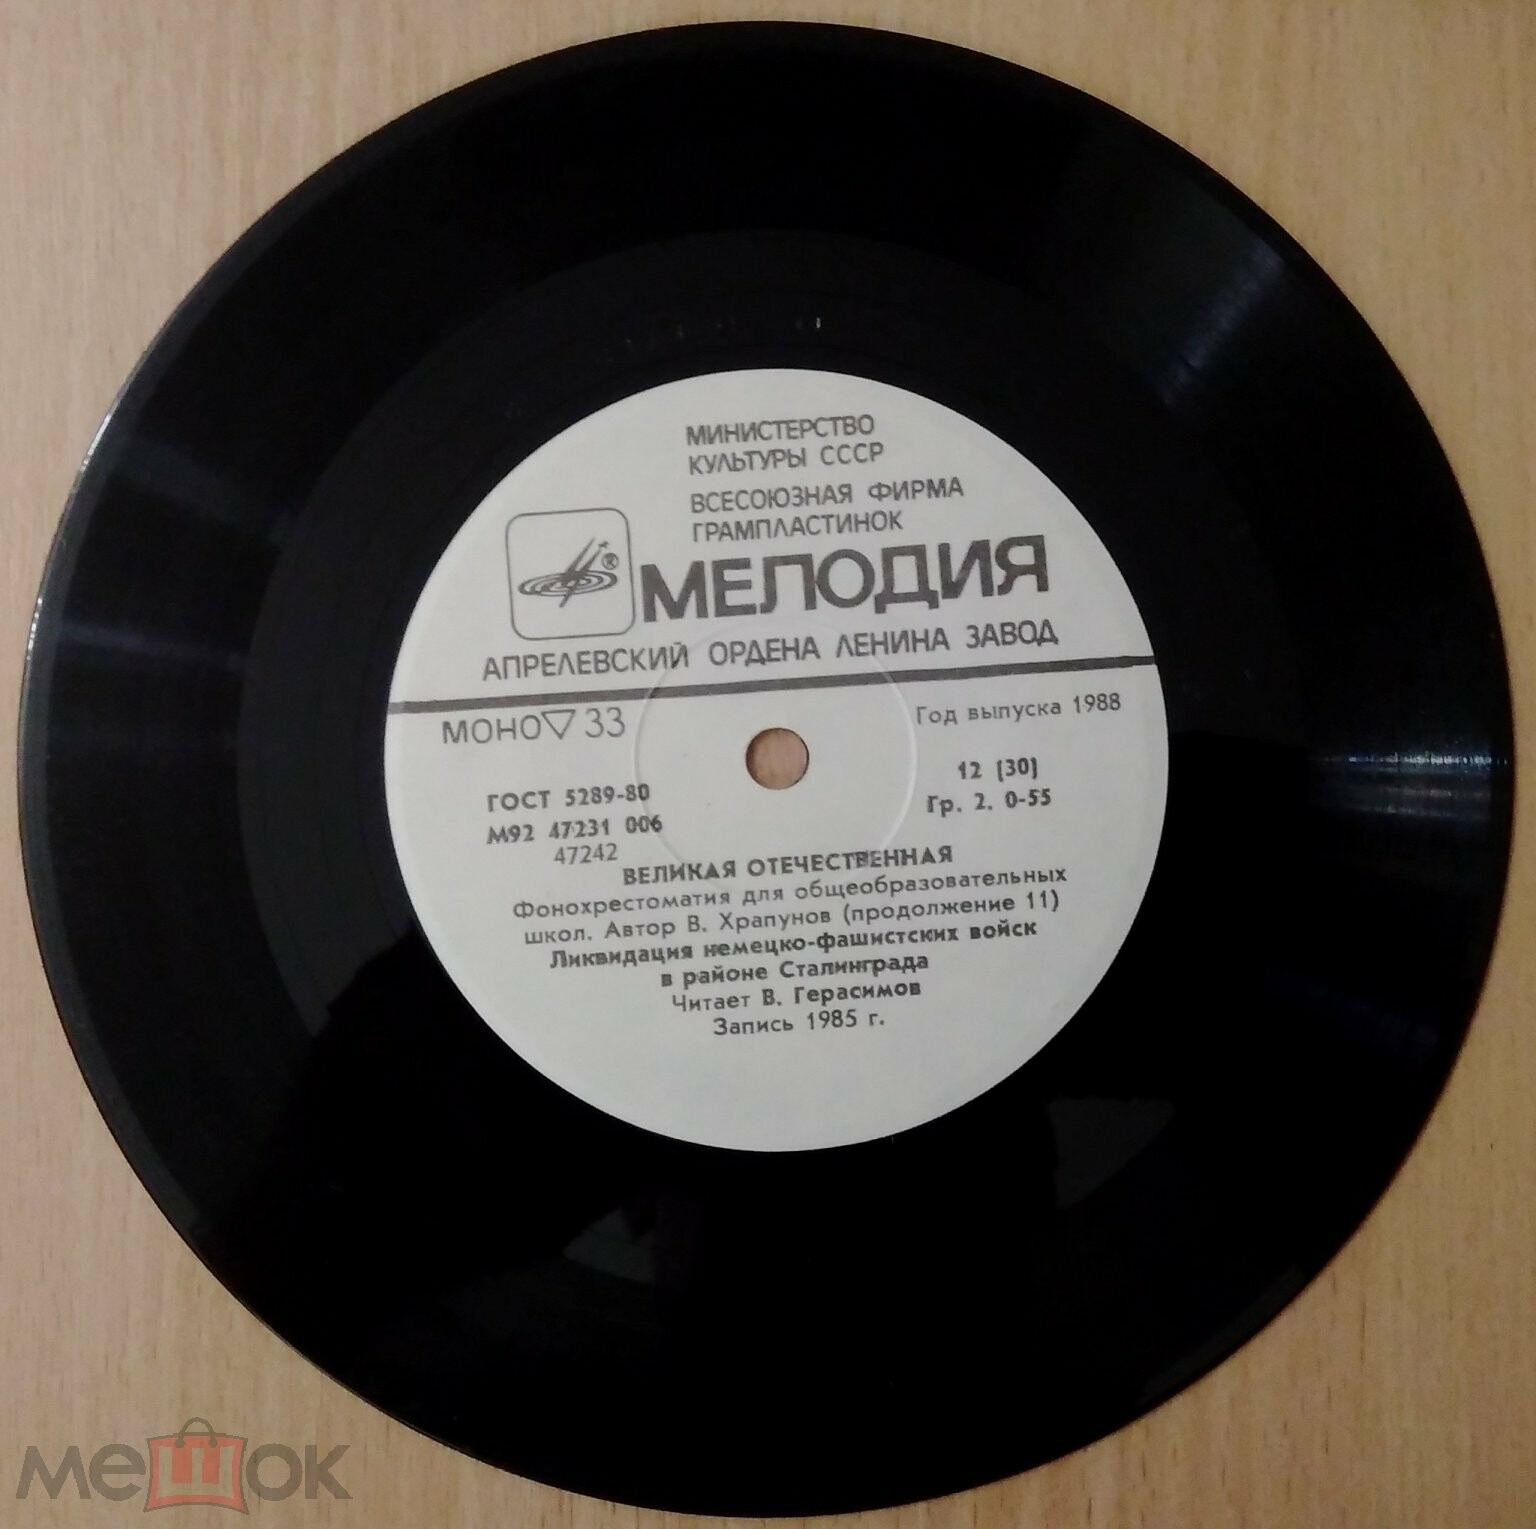 МИНИСТЕРСТВО
КУЛЬТУРЫ СССР
ВСЕСОЮЗНАЯ ФИРМА
ГРАМПЛАСТИНОК
® МЕЛОДИЯ
АПРЕЛЕВСКИЙ ОРДЕНА ЛЕНИНА ЗАВОД
МОНО▽33
Год выпуска 1988
ГОСТ 5289-80
М92 47231 006
47242
12 (30)
Гр. 2. 0-55
ВЕЛИКАЯ ОТЕЧЕСТВЕННАЯ
Фонохрестоматия для общеобразовательных
школ. Автор В. Храпунов (продолжение 11)
Ликвидация немецко-фашистских войск
в районе Сталинграда
Читает В. Герасимов
Запись 1985 г.
мешок